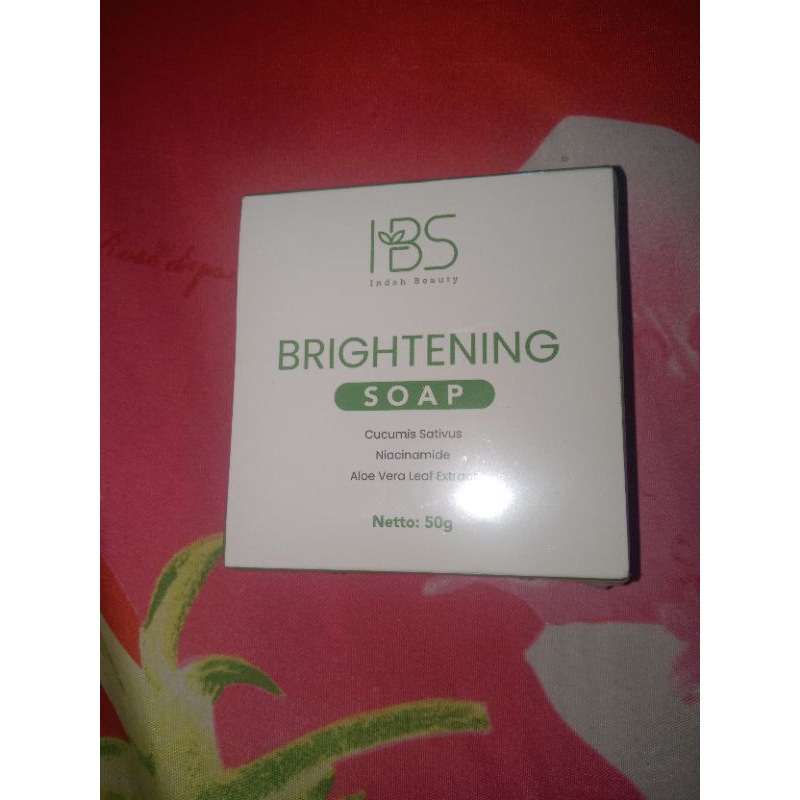 IBS
Indah Beauty
BRIGHTENING
SOAP
Cucumis Sativus
Niacinamide
Aloe Vera Leaf Extract
Netto: 50g